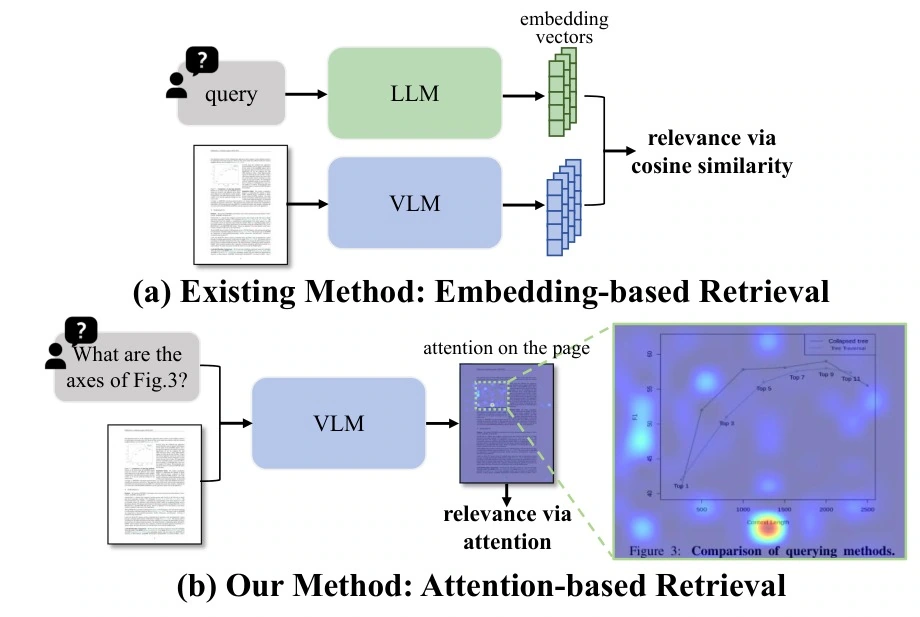 embedding
vectors
?
query
LLM
relevance via
cosine similarity
VLM
(a) Existing Method: Embedding-based Retrieval
?
What are the
axes of Fig.3?
VLM
attention on the page
relevance via
attention
Collapsed tree
Tree Traversal
Top 1
Top 3
Top 5
Top 7
Top 9
Top 11
F1
500
1000
1500
2000
2500
Context Length
Figure 3: Comparison of querying methods.
(b) Our Method: Attention-based Retrieval